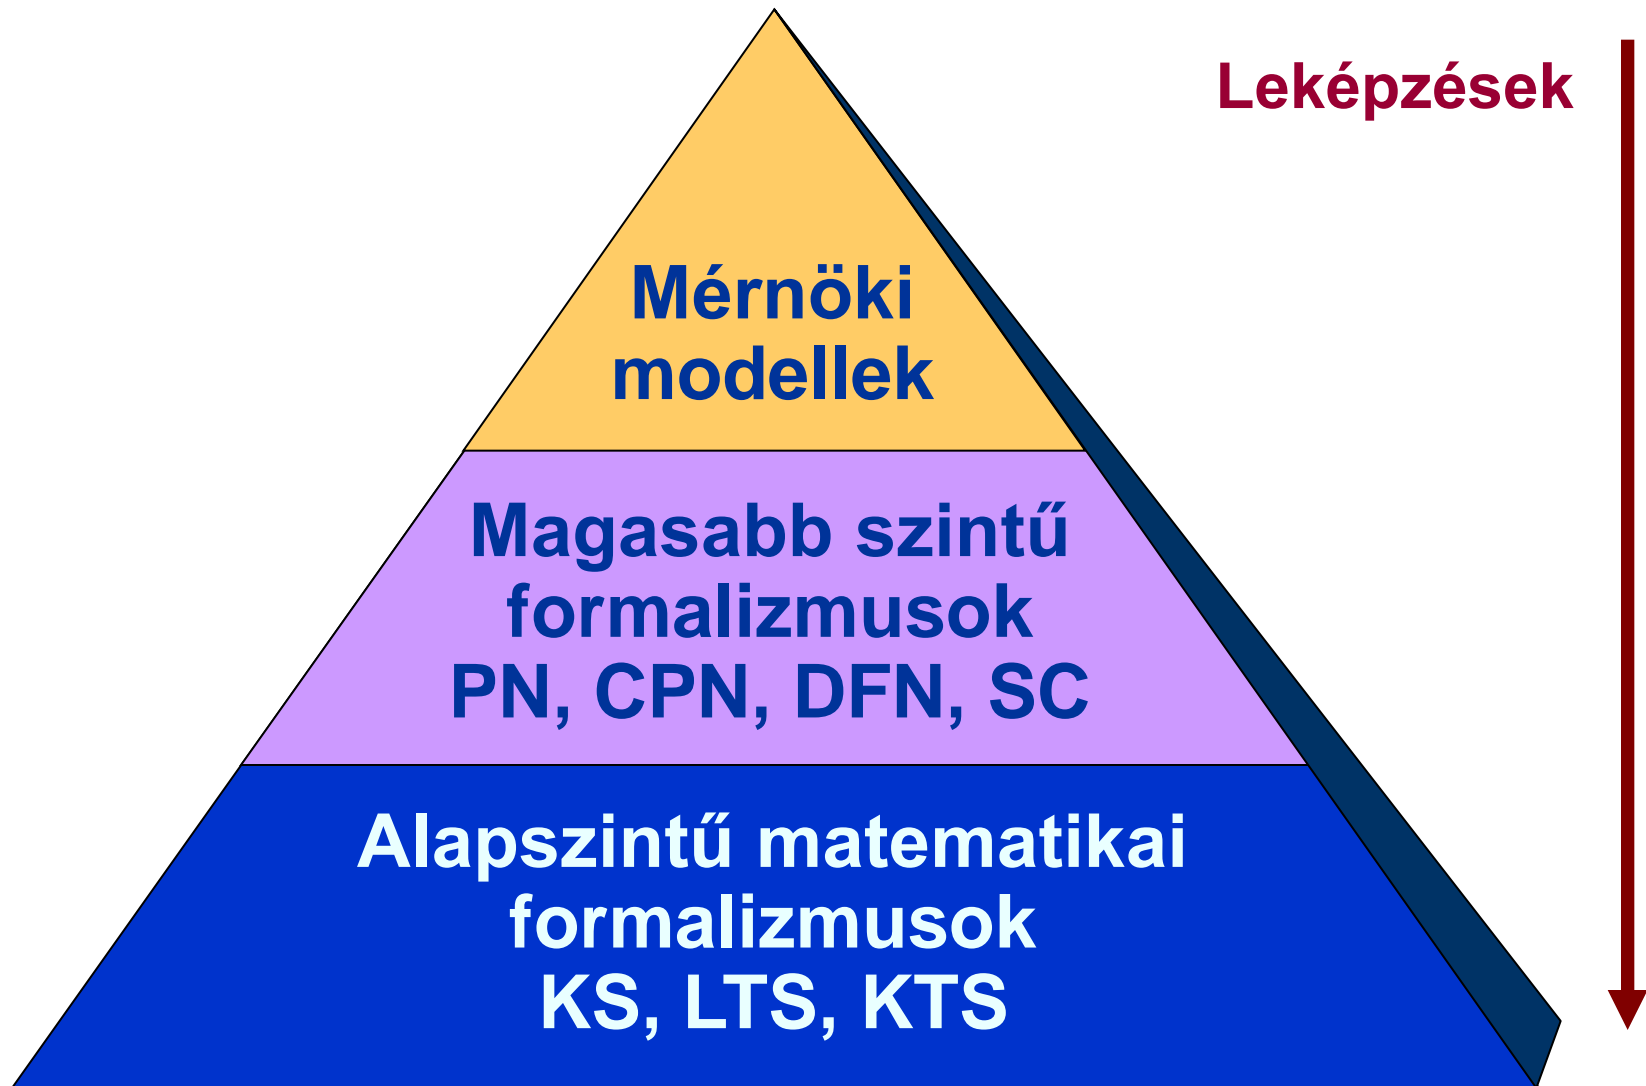 Leképzések
Mérnöki
modellek
Magasabb szintű
formalizmusok
PN, CPN, DFN, SC
Alapszintű matematikai
formalizmusok
KS, LTS, KTS